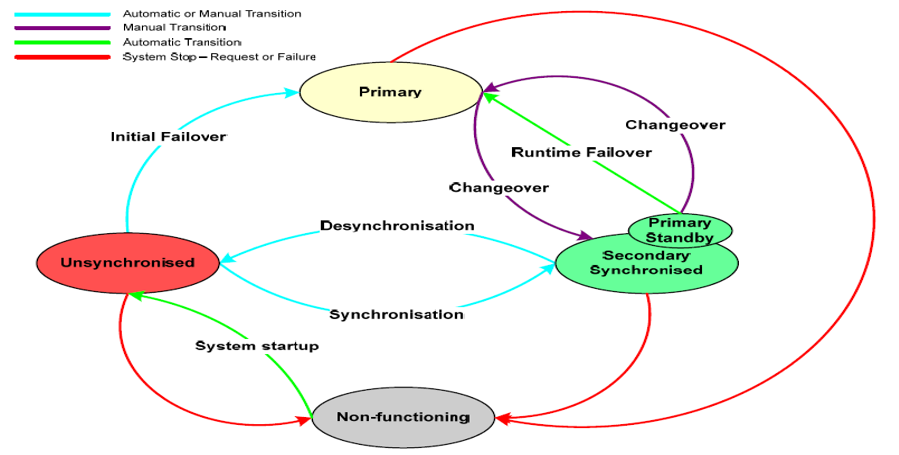 Automatic or Manual Transition
Manual Transition
Automatic Transition
System Stop – Request or Failure
Primary
Changeover
Initial Failover
Runtime Failover
Changeover
Desynchronisation
Primary
Standby
Unsynchronised
Secondary
Synchronised
Synchronisation
System startup
Non-functioning